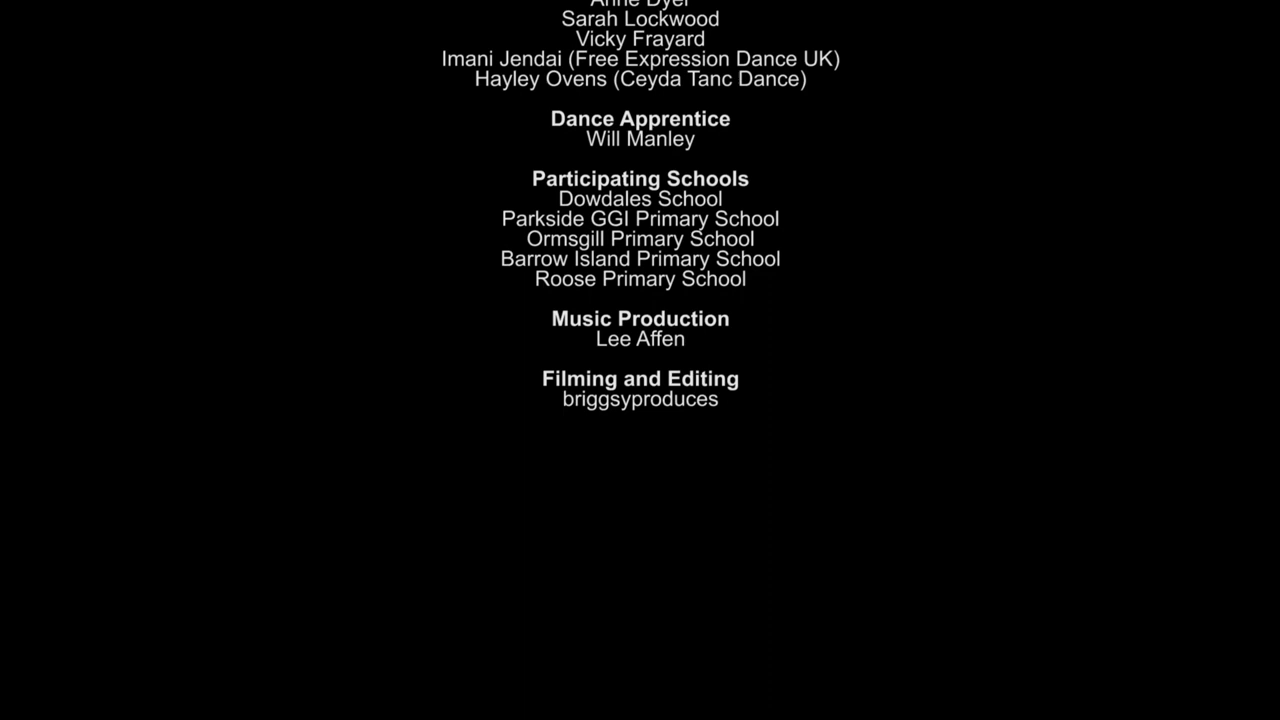 Anne Dyer
Sarah Lockwood
Vicky Frayard
Imani Jendai (Free Expression Dance UK)
Hayley Ovens (Ceyda Tanc Dance)
Dance Apprentice
Will Manley
Participating Schools
Dowdales School
Parkside GGI Primary School
Ormsgill Primary School
Barrow Island Primary School
Roose Primary School
Music Production
Lee Affen
Filming and Editing
briggsyproduces